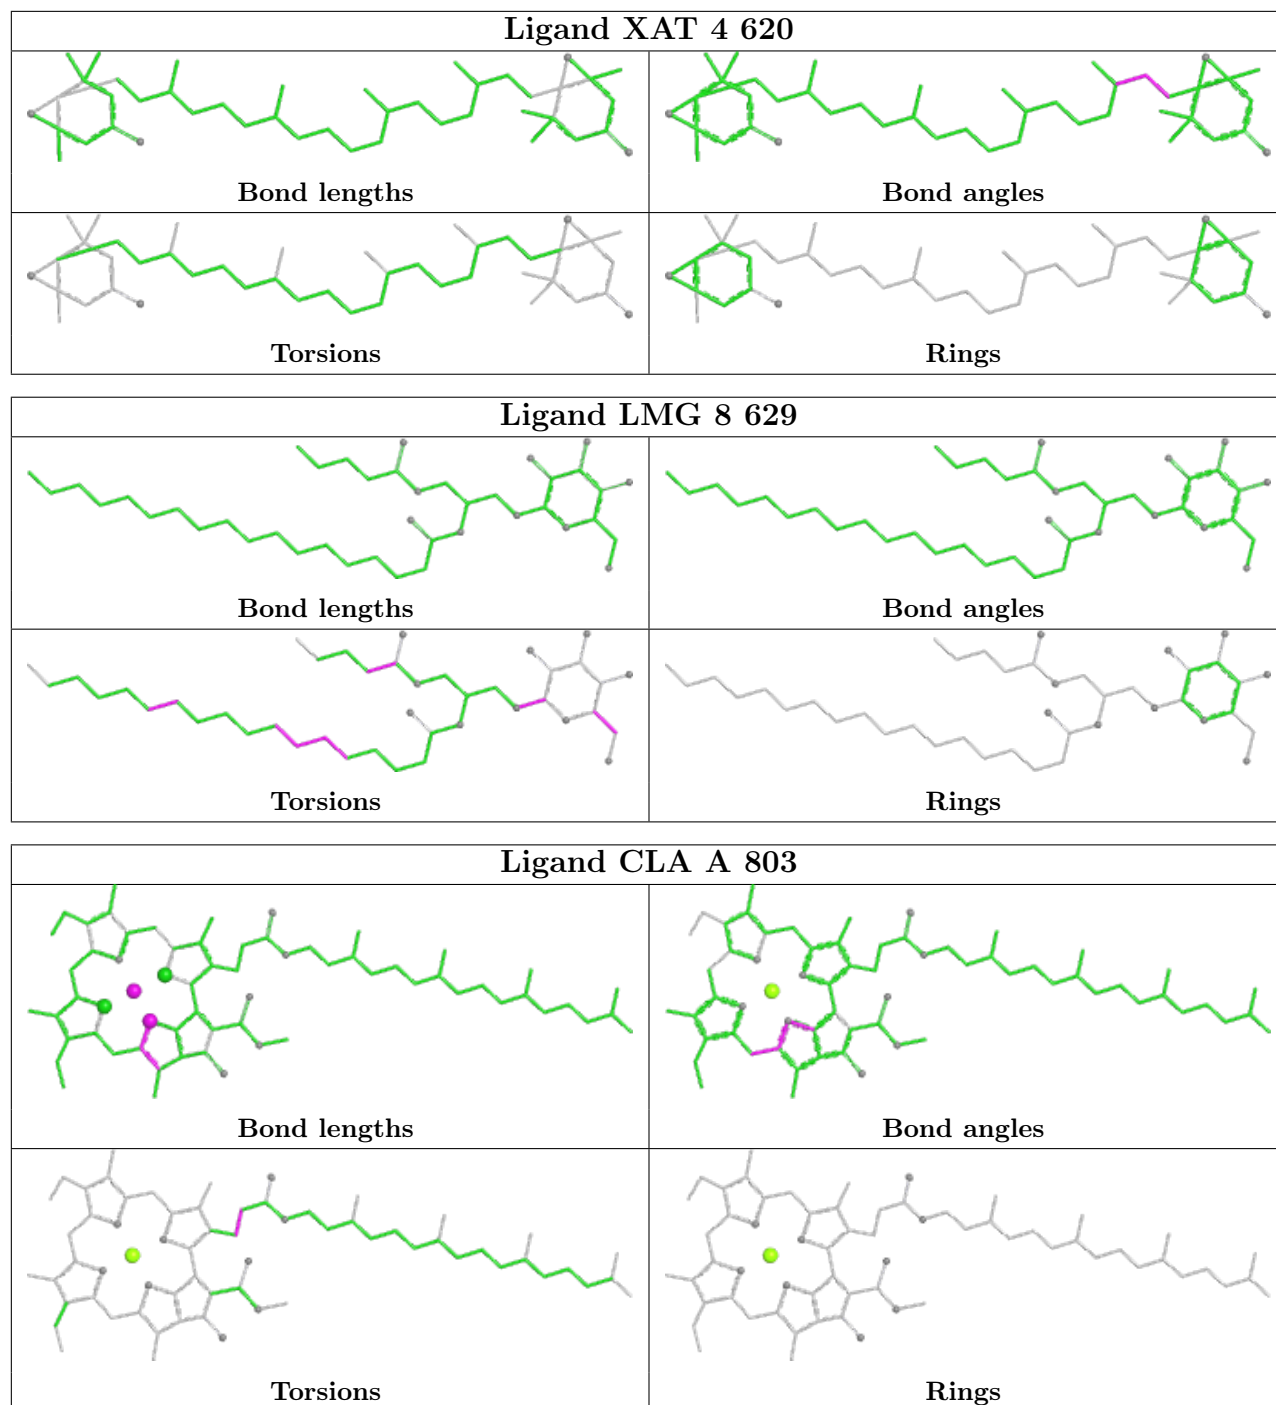 Ligand XAT 4 620
Bond lengths
Bond angles
Torsions
Rings
Ligand LMG 8 629
Bond lengths
Bond angles
Torsions
Rings
Ligand CLA A 803
Bond lengths
Bond angles
Torsions
Rings